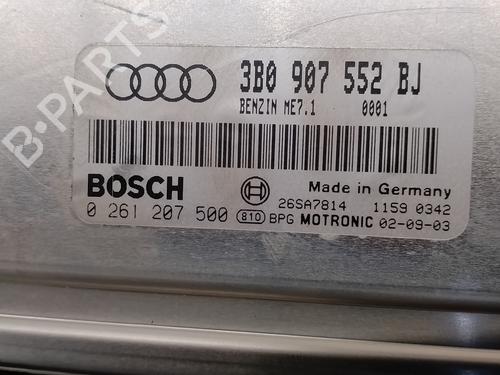 3B0 907 552 BJ
BENZIN ME7.1 0001
BOSCH Made in Germany
26SA7814 1159 0342
0 261 207 500 810 BPG MOTRONIC 02-09-03
B-PARTS